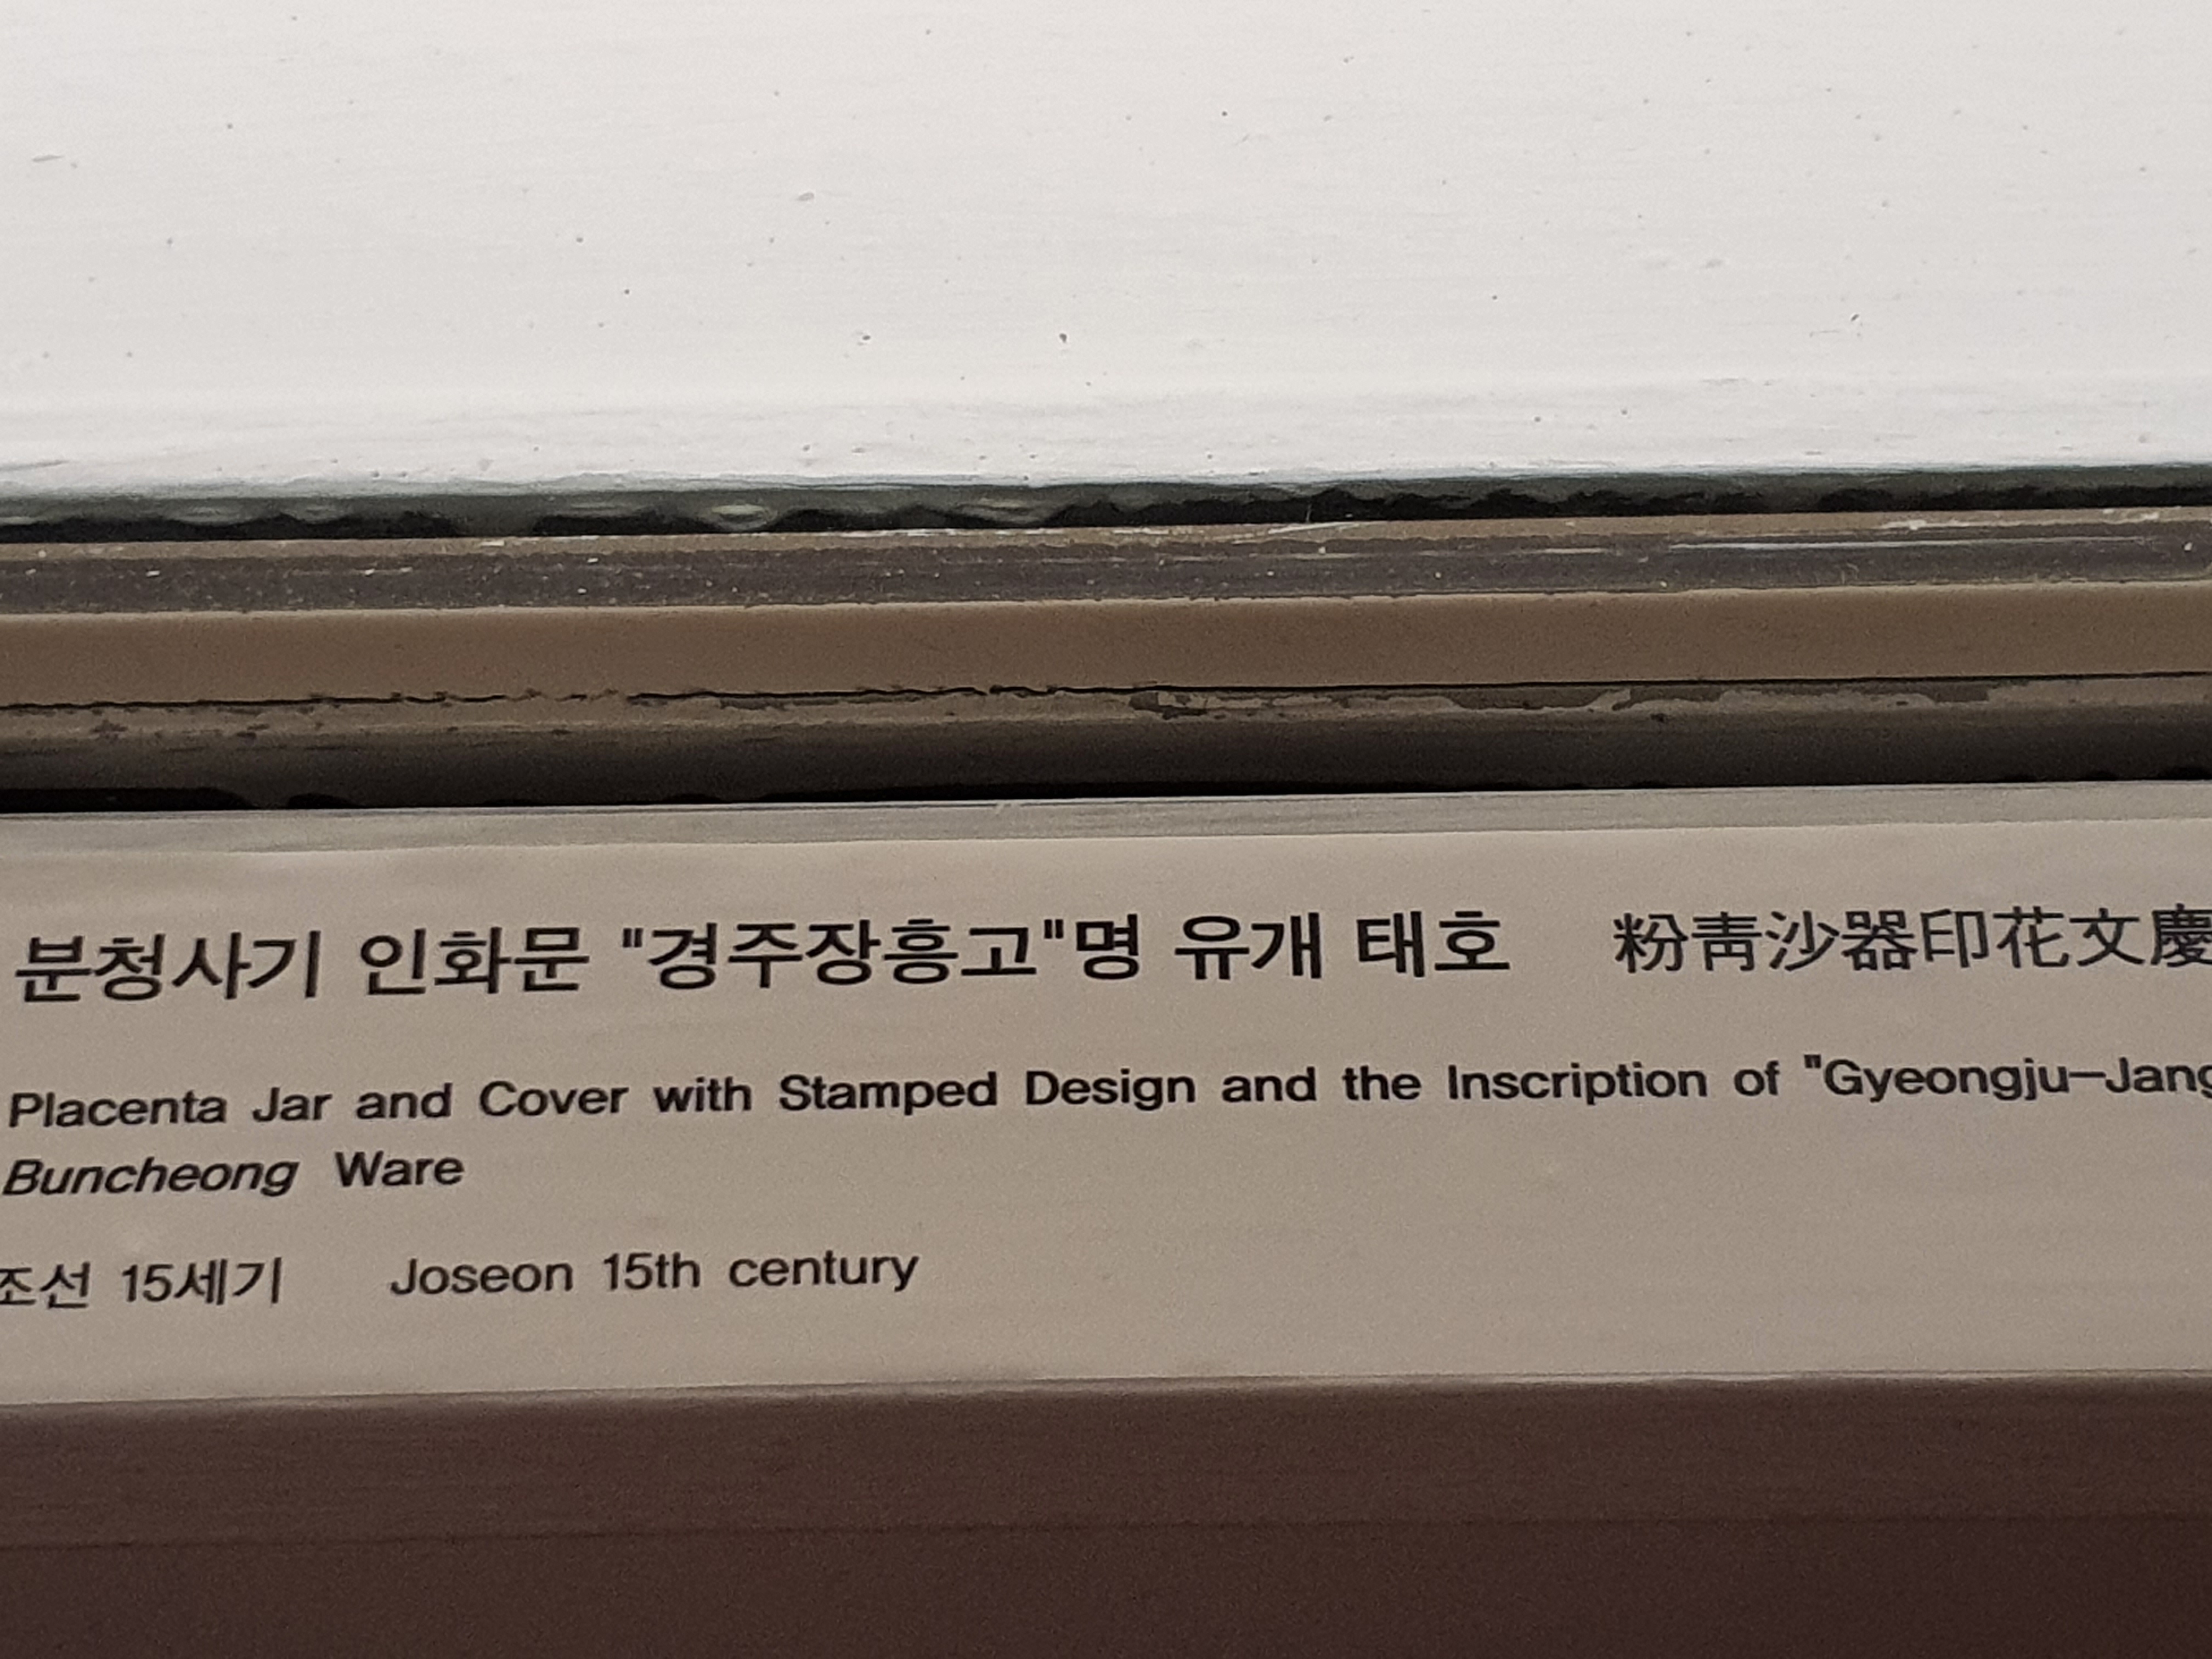 분청사기 인화문 "경주장흥고"명 유개 태호 粉靑沙器印花文慶
Placenta Jar and Cover with Stamped Design and the Inscription of "Gyeongju—Jang
Buncheong Ware
조선 15세기 Joseon 15th century